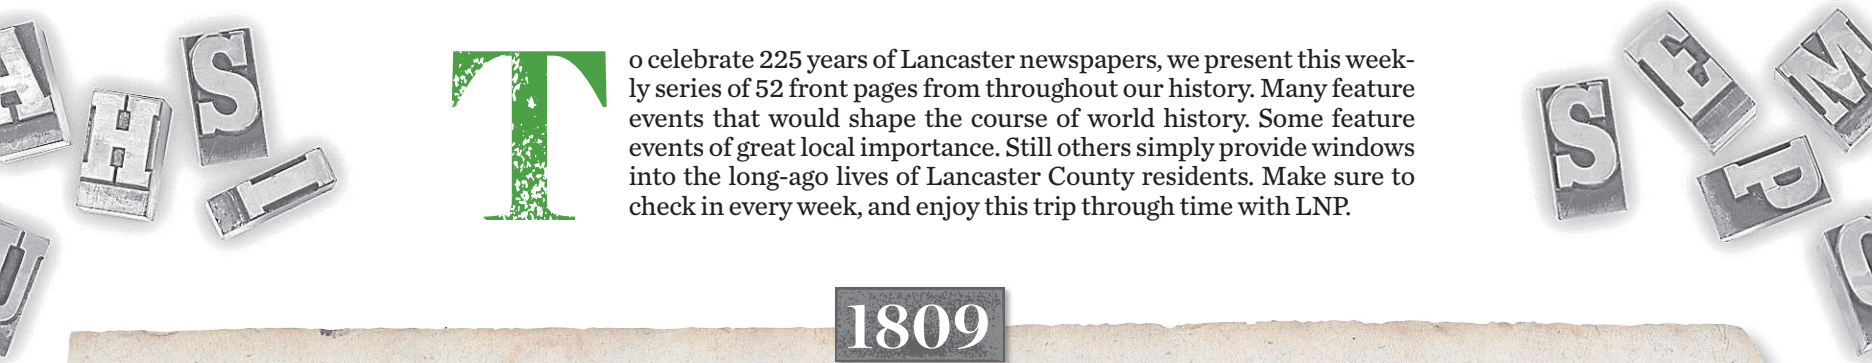 To celebrate 225 years of Lancaster newspapers, we present this week-
ly series of 52 front pages from throughout our history. Many feature
events that would shape the course of world history. Some feature
events of great local importance. Still others simply provide windows
into the long-ago lives of Lancaster County residents. Make sure to
check in every week, and enjoy this trip through time with LNP.
A
H
S
I
U
S
E
M
P
1809